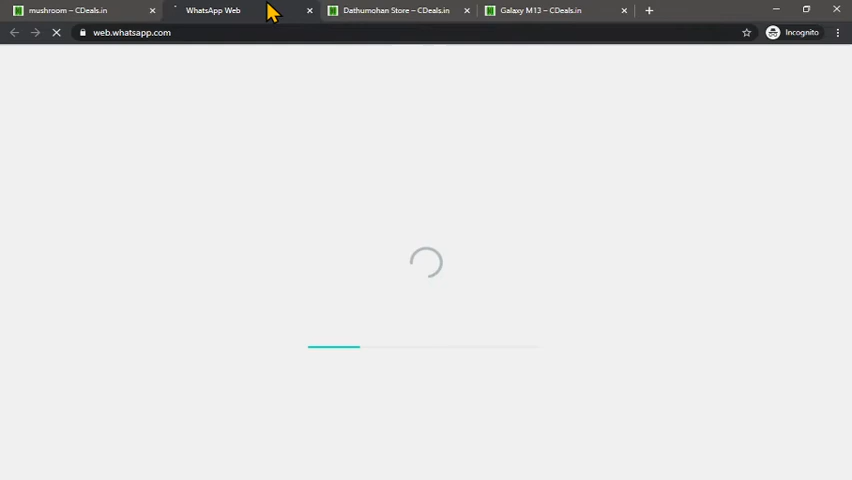 mushroom – CDeals.in
WhatsApp Web
Dathumohan Store – CDeals.in
Galaxy M13 – CDeals.in
web.whatsapp.com
Incognito